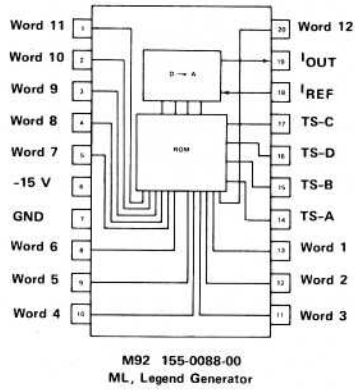 Word 11 1 20 Word 12
Word 10 2 19 IOUT
Word 9 3 18 IREF
Word 8 4 17 TS-C
Word 7 5 16 TS-D
-15 V 6 15 TS-B
GND 7 14 TS-A
Word 6 8 13 Word 1
Word 5 9 12 Word 2
Word 4 10 11 Word 3
D → A
ROM
M92 155-0088-00
ML, Legend Generator